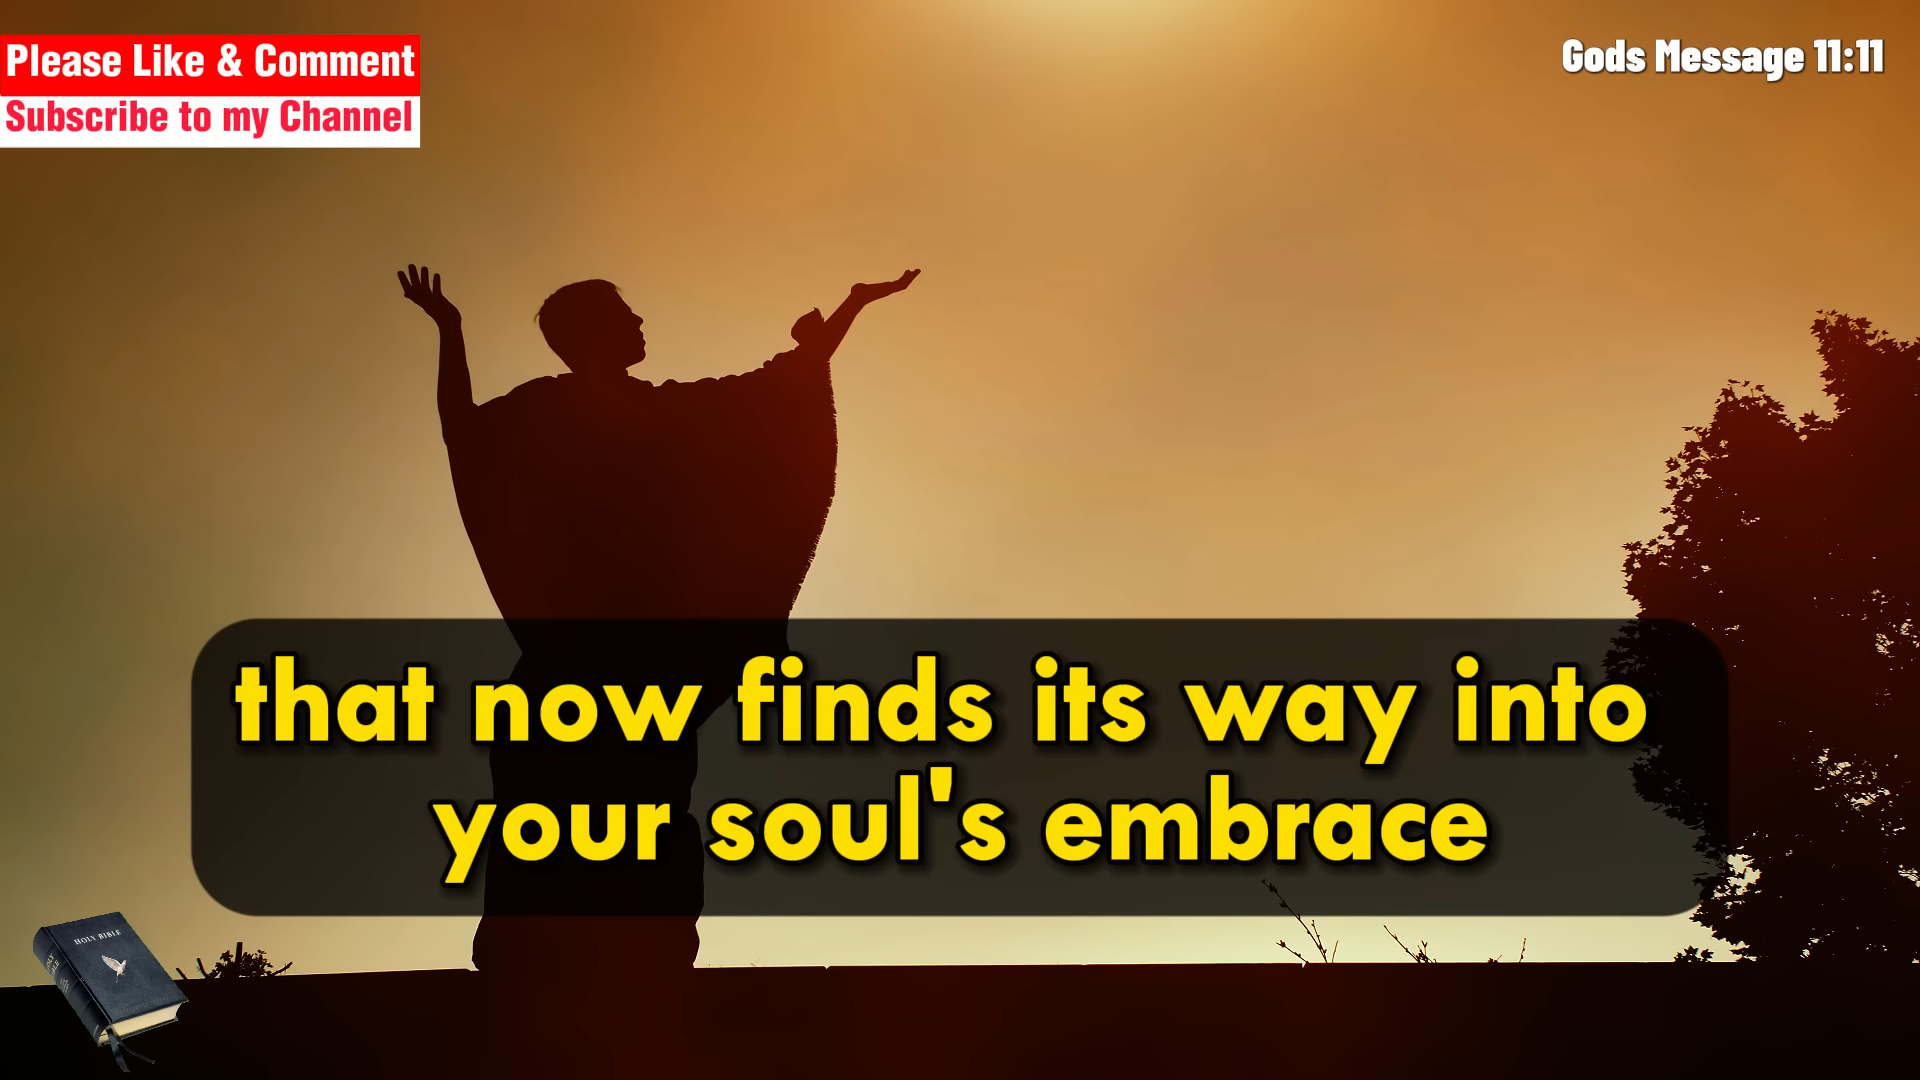 Please Like & Comment
Subscribe to my Channel
Gods Message 11:11
that now finds its way into
your soul's embrace
HOLY BIBLE